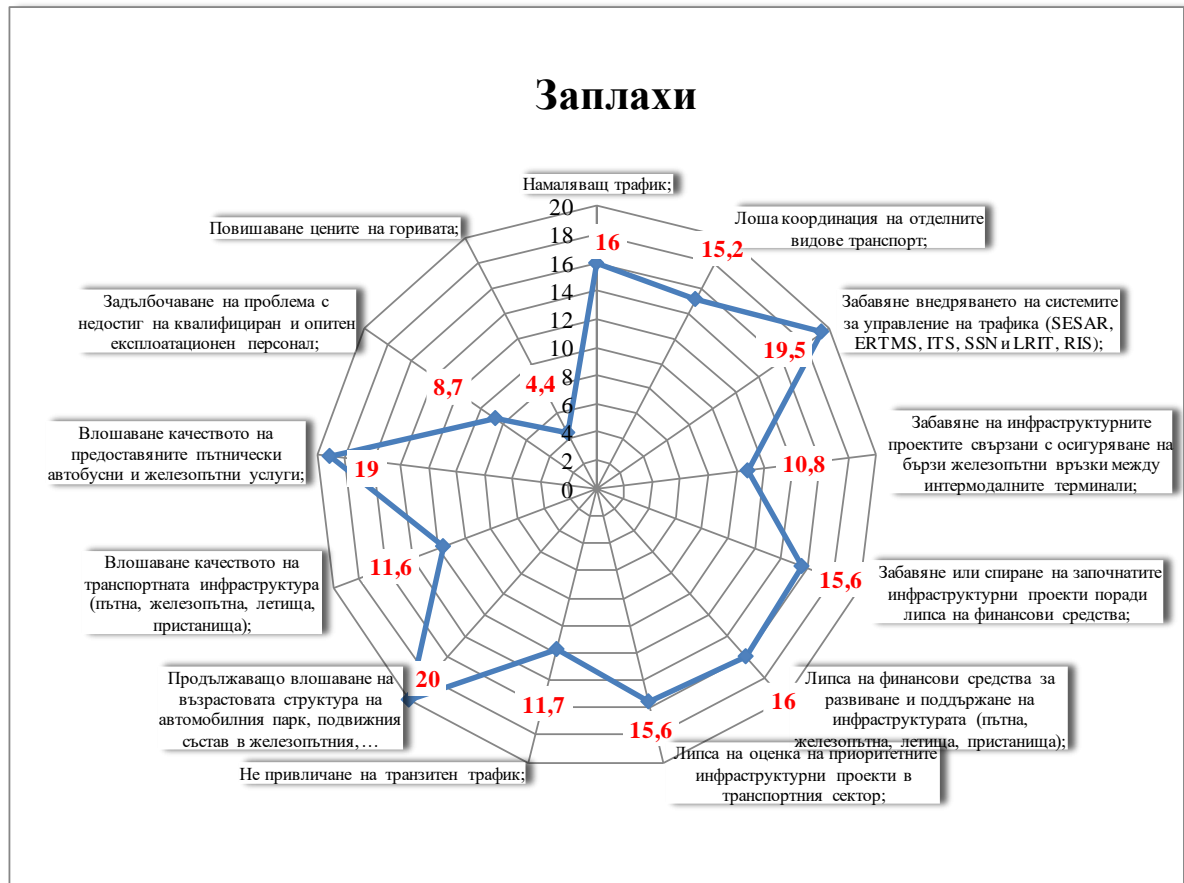 Заплахи
Намаляващ трафик;
Лоша координация на отделните
видове транспорт;
Забавяне внедряването на системите
за управление на трафика (SESAR,
ERTMS, ITS, SSN и LRIT, RIS);
Забавяне на инфраструктурните
проектите свързани с осигуряване на
бързи железопътни връзки между
интермодалните терминали;
Забавяне или спиране на започнатите
инфраструктурни проекти поради
липса на финансови средства;
Липса на финансови средства за
развиване и поддържане на
инфраструктурата (пътна,
железопътна, летища, пристанища);
Липса на оценка на приоритетните
инфраструктурни проекти в
транспортния сектор;
Не привличане на транзитен трафик;
Продължаващо влошаване на
възрастовата структура на
автомобилния парк, подвижния
състав в железопътния,…
Влошаване качеството на
транспортната инфраструктура
(пътна, железопътна, летища,
пристанища);
Влошаване качеството на
предоставяните пътнически
автобусни и железопътни услуги;
Задълбочаване на проблема с
недостиг на квалифициран и опитен
експлоатационен персонал;
Повишаване цените на горивата;
20
18
16
14
12
10
8
6
4
2
0
16
15,2
19,5
10,8
15,6
16
15,6
11,7
20
11,6
19
8,7
4,4